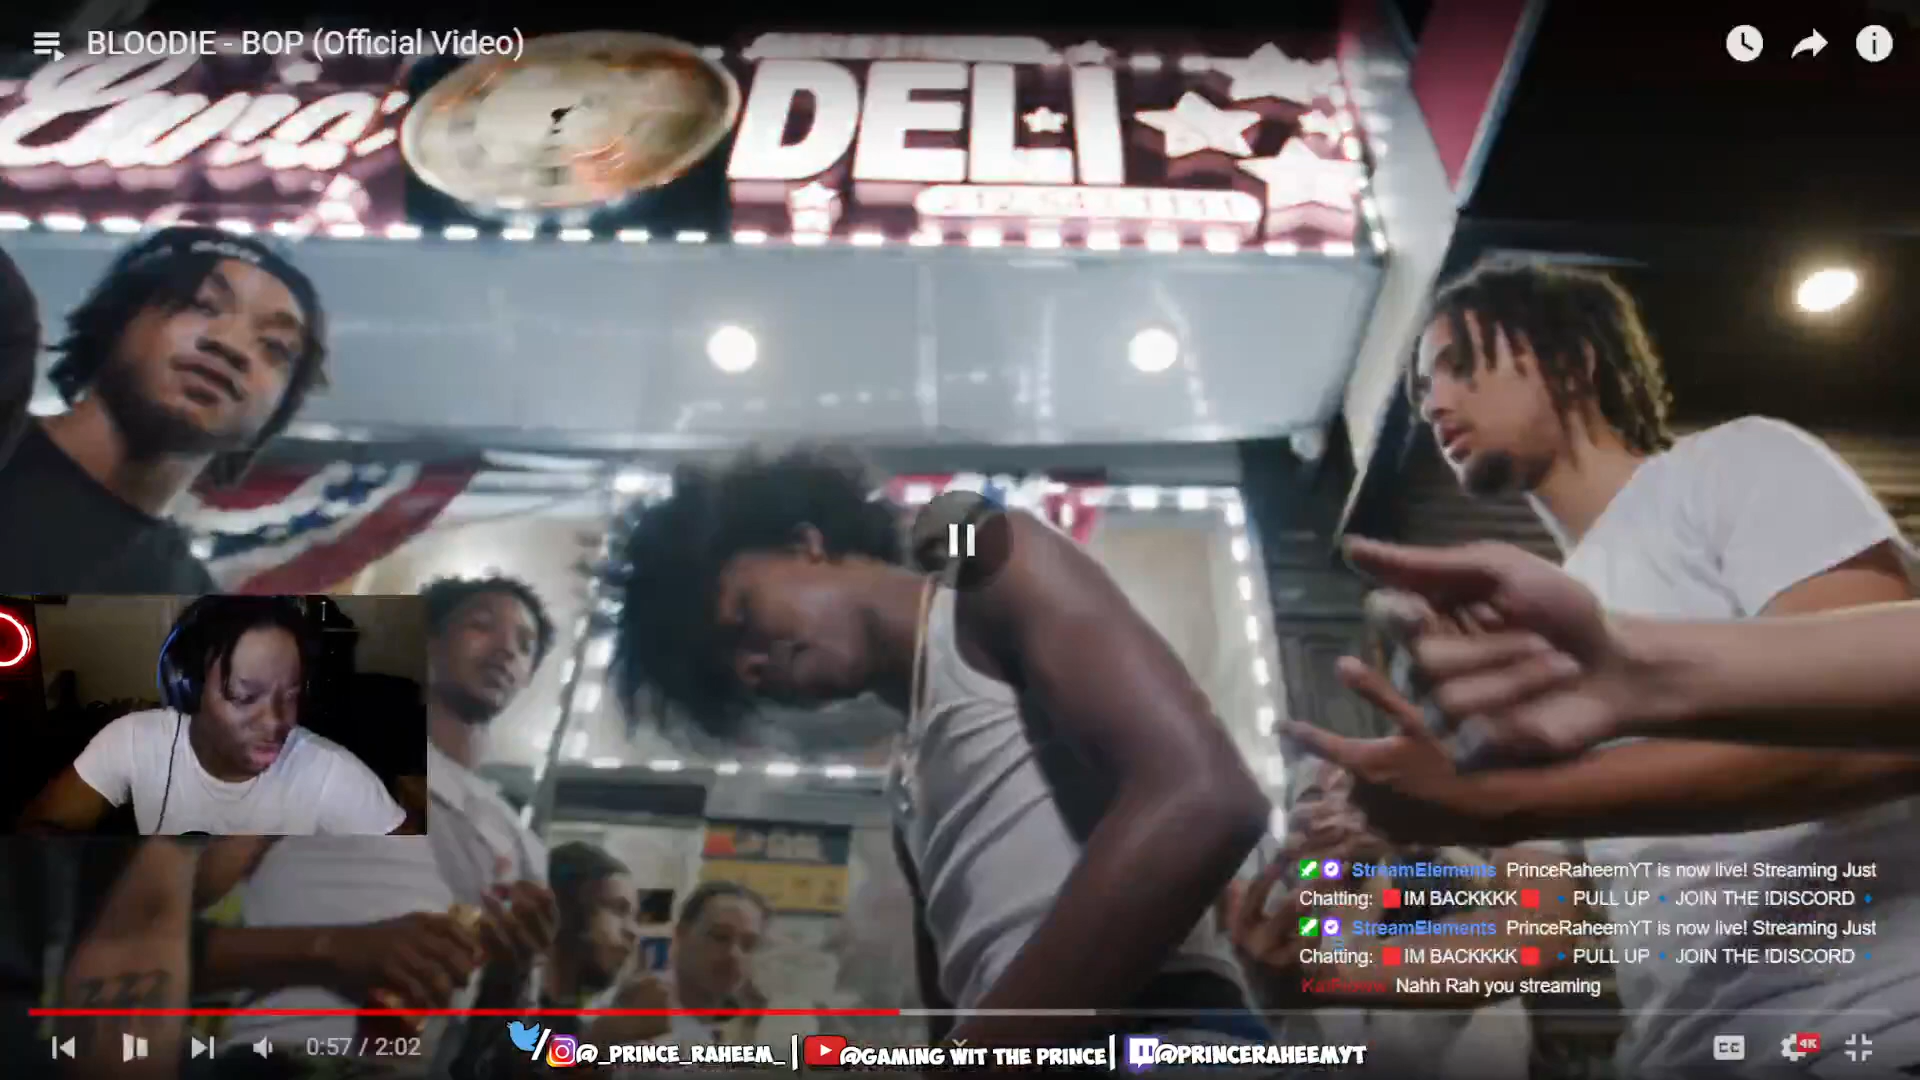 BLOODIE - BOP (Official Video)
DELI
StreamElements PrinceRaheemYT is now live! Streaming Just
Chatting: 🟥 IM BACKKKK 🟥 🔹 PULL UP 🔹 JOIN THE !DISCORD 🔹
StreamElements PrinceRaheemYT is now live! Streaming Just
Chatting: 🟥 IM BACKKKK 🟥 🔹 PULL UP 🔹 JOIN THE !DISCORD 🔹
Nahh Rah you streaming
0:57 / 2:02
CC
4K
/@_PRINCE_RAHEEM_ | @GAMING WIT THE PRINCE | @PRINCERAHEEMYT